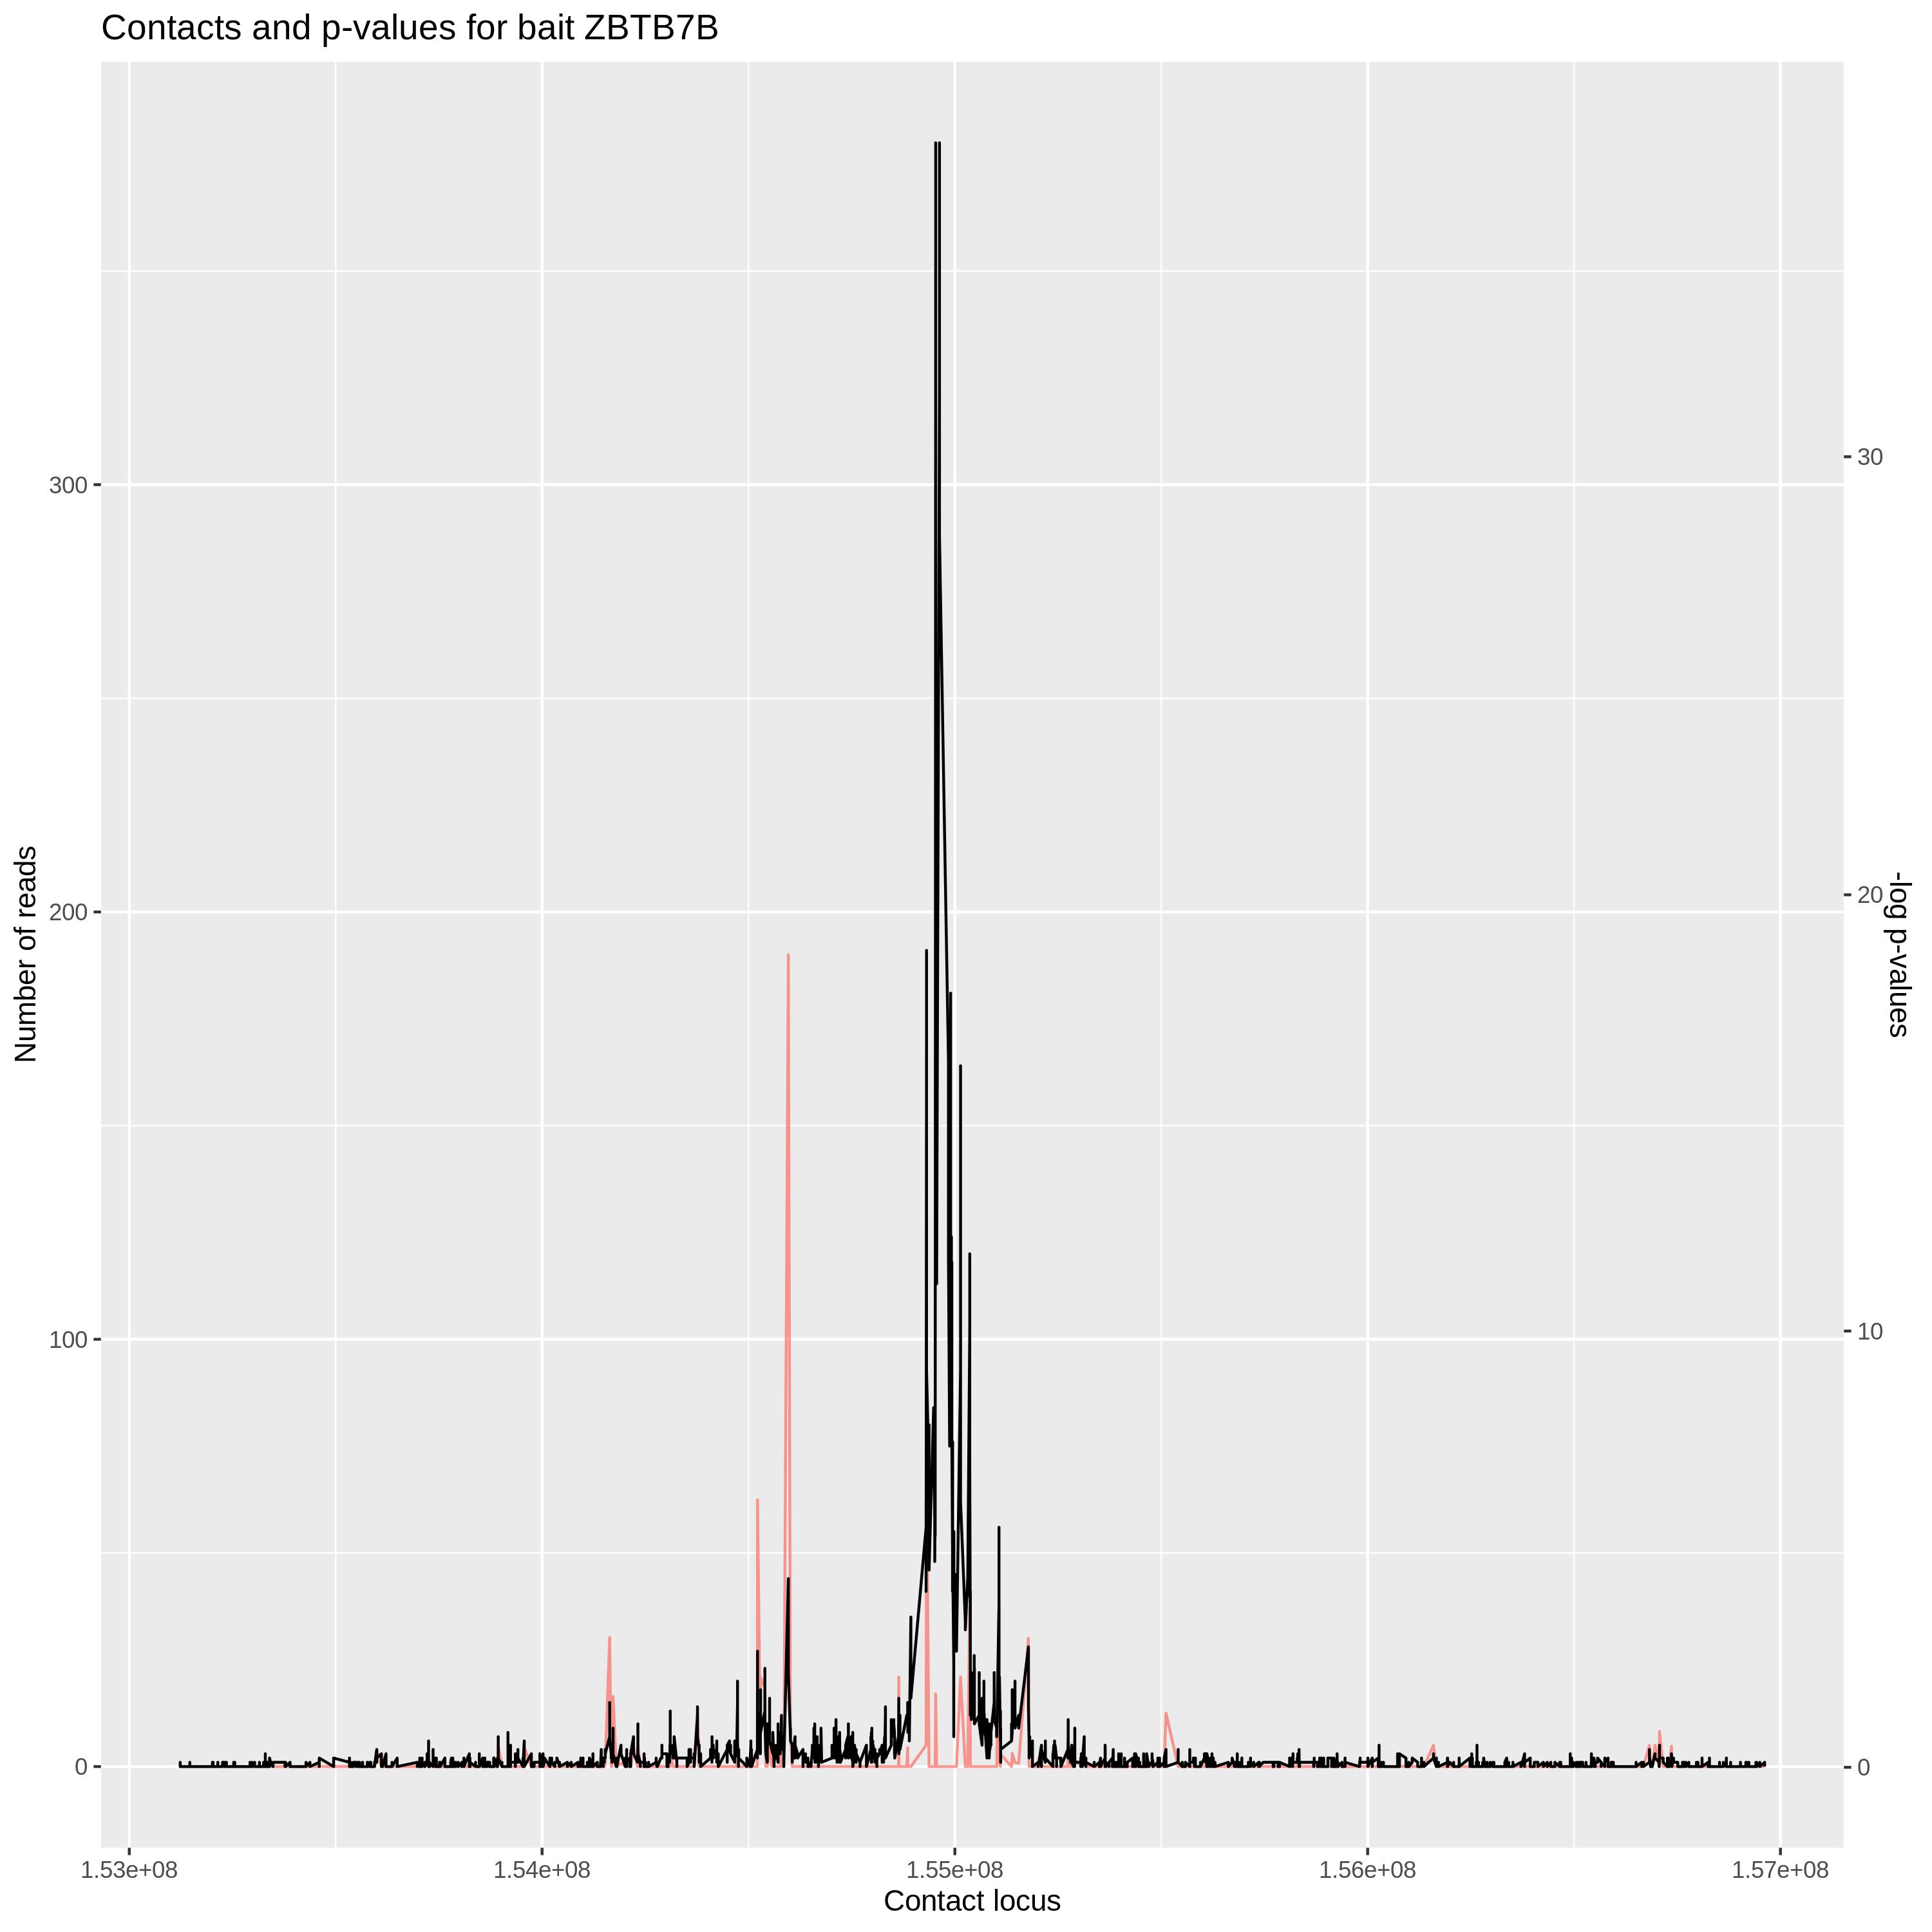 Contacts and p-values for bait ZBTB7B
Number of reads
300
200
100
0
30
20
10
0
-log p-values
1.53e+08 1.54e+08 1.55e+08 1.56e+08 1.57e+08
Contact locus